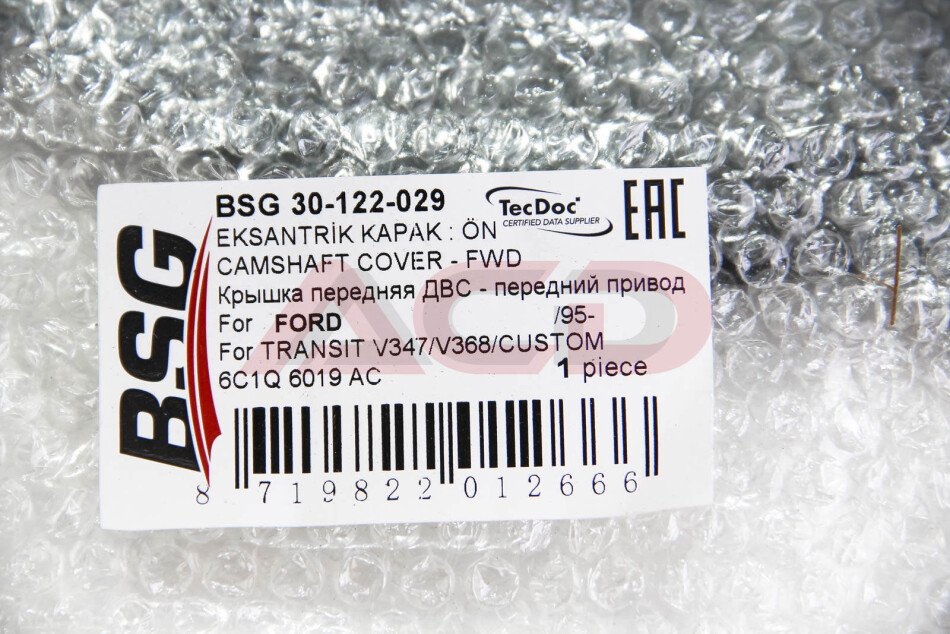 BSG
BSG 30-122-029
TecDoc®
CERTIFIED DATA SUPPLIER
EAC
EKSANTRİK KAPAK : ÖN
CAMSHAFT COVER - FWD
Крышка передняя ДВС - передний привод
For FORD /95-
For TRANSIT V347/V368/CUSTOM
6C1Q 6019 AC 1 piece
8 719822 012666
ACD